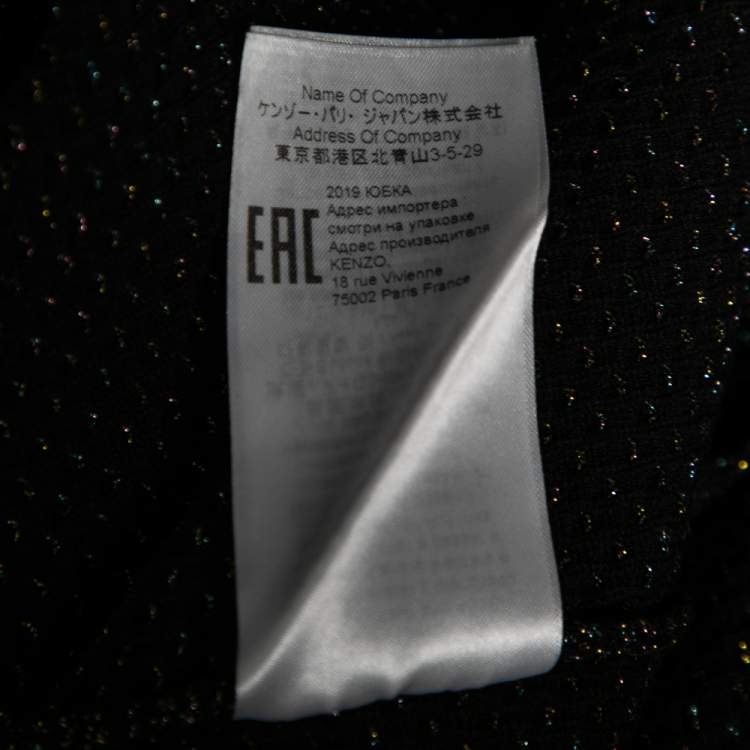 Name Of Company
ケンゾー・パリ・ジャパン株式会社
Address Of Company
東京都港区北青山3-5-29
EAC
2019 ЮБКА
Адрес импортера
смотри на упаковке
Адрес производителя
KENZO,
18 rue Vivienne
75002 Paris France